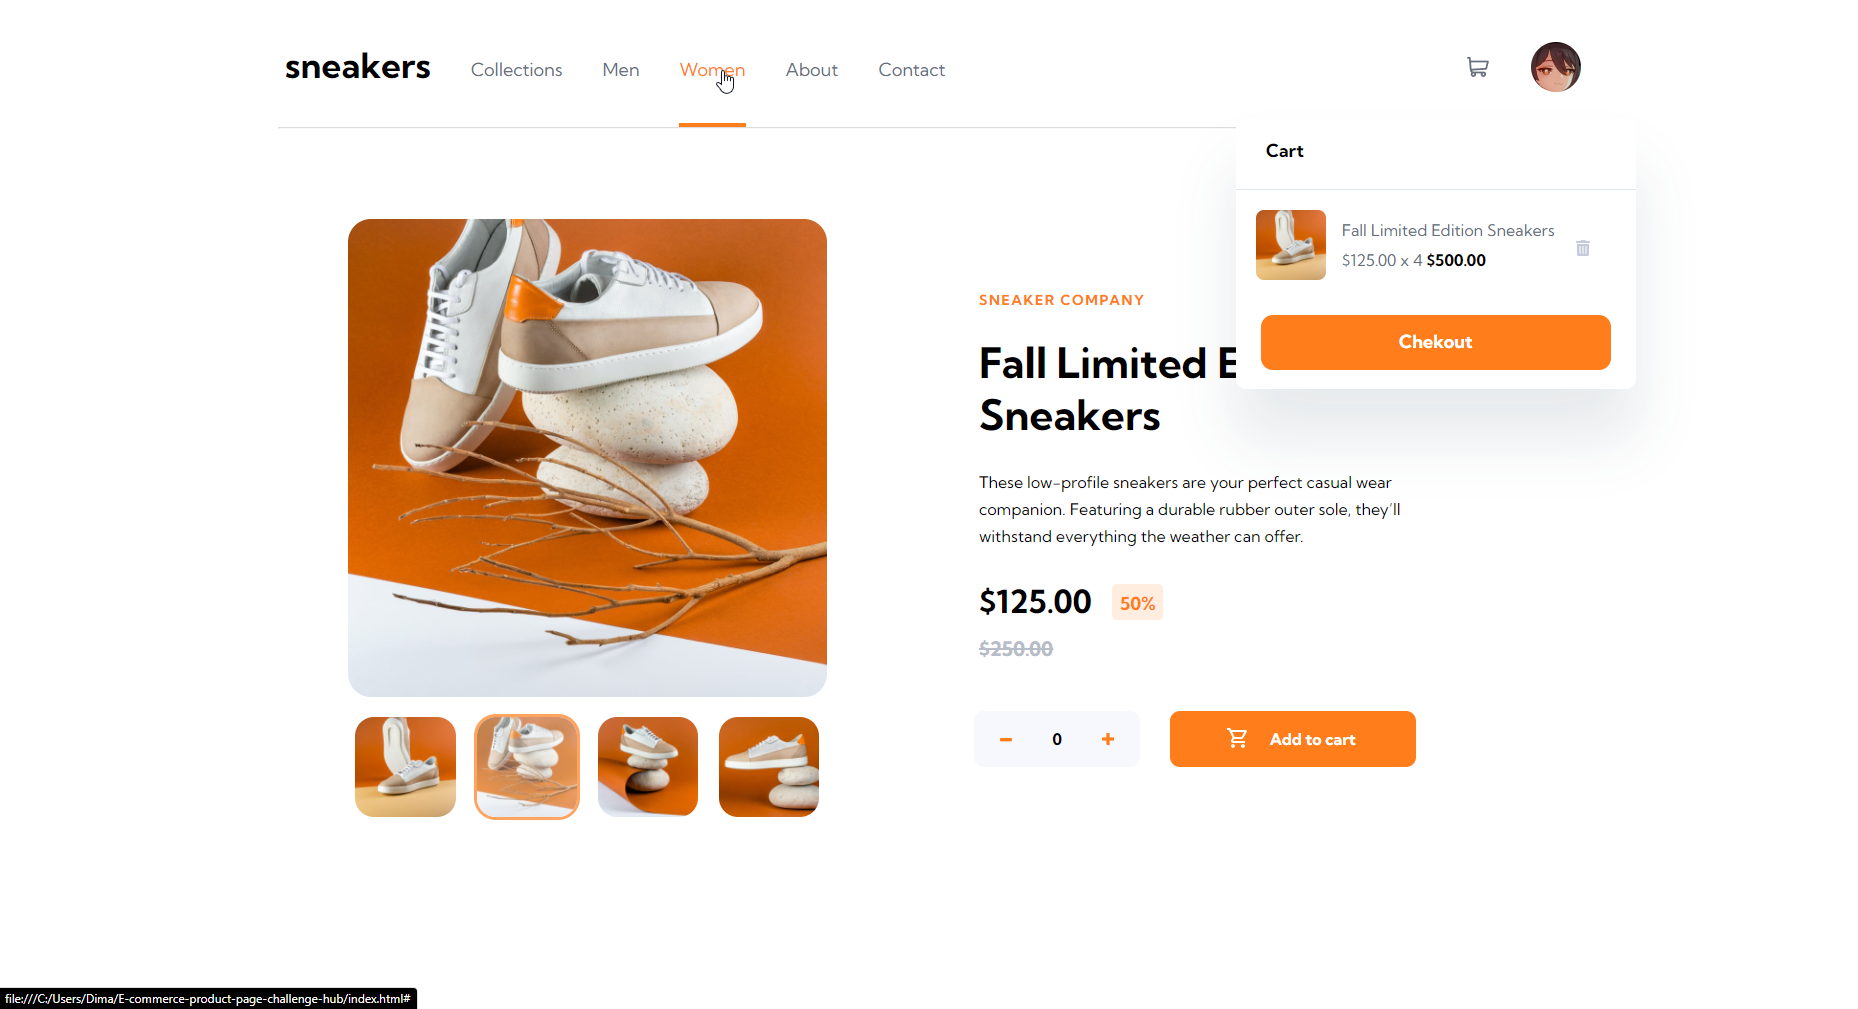 sneakers
Collections
Men
Women
About
Contact
Cart
Fall Limited Edition Sneakers
$125.00 x 4 $500.00
Chekout
SNEAKER COMPANY
Fall Limited E
Sneakers
These low-profile sneakers are your perfect casual wear
companion. Featuring a durable rubber outer sole, they'll
withstand everything the weather can offer.
$125.00
50%
$250.00
0
Add to cart
file:///C:/Users/Dima/E-commerce-product-page-challenge-hub/index.html#